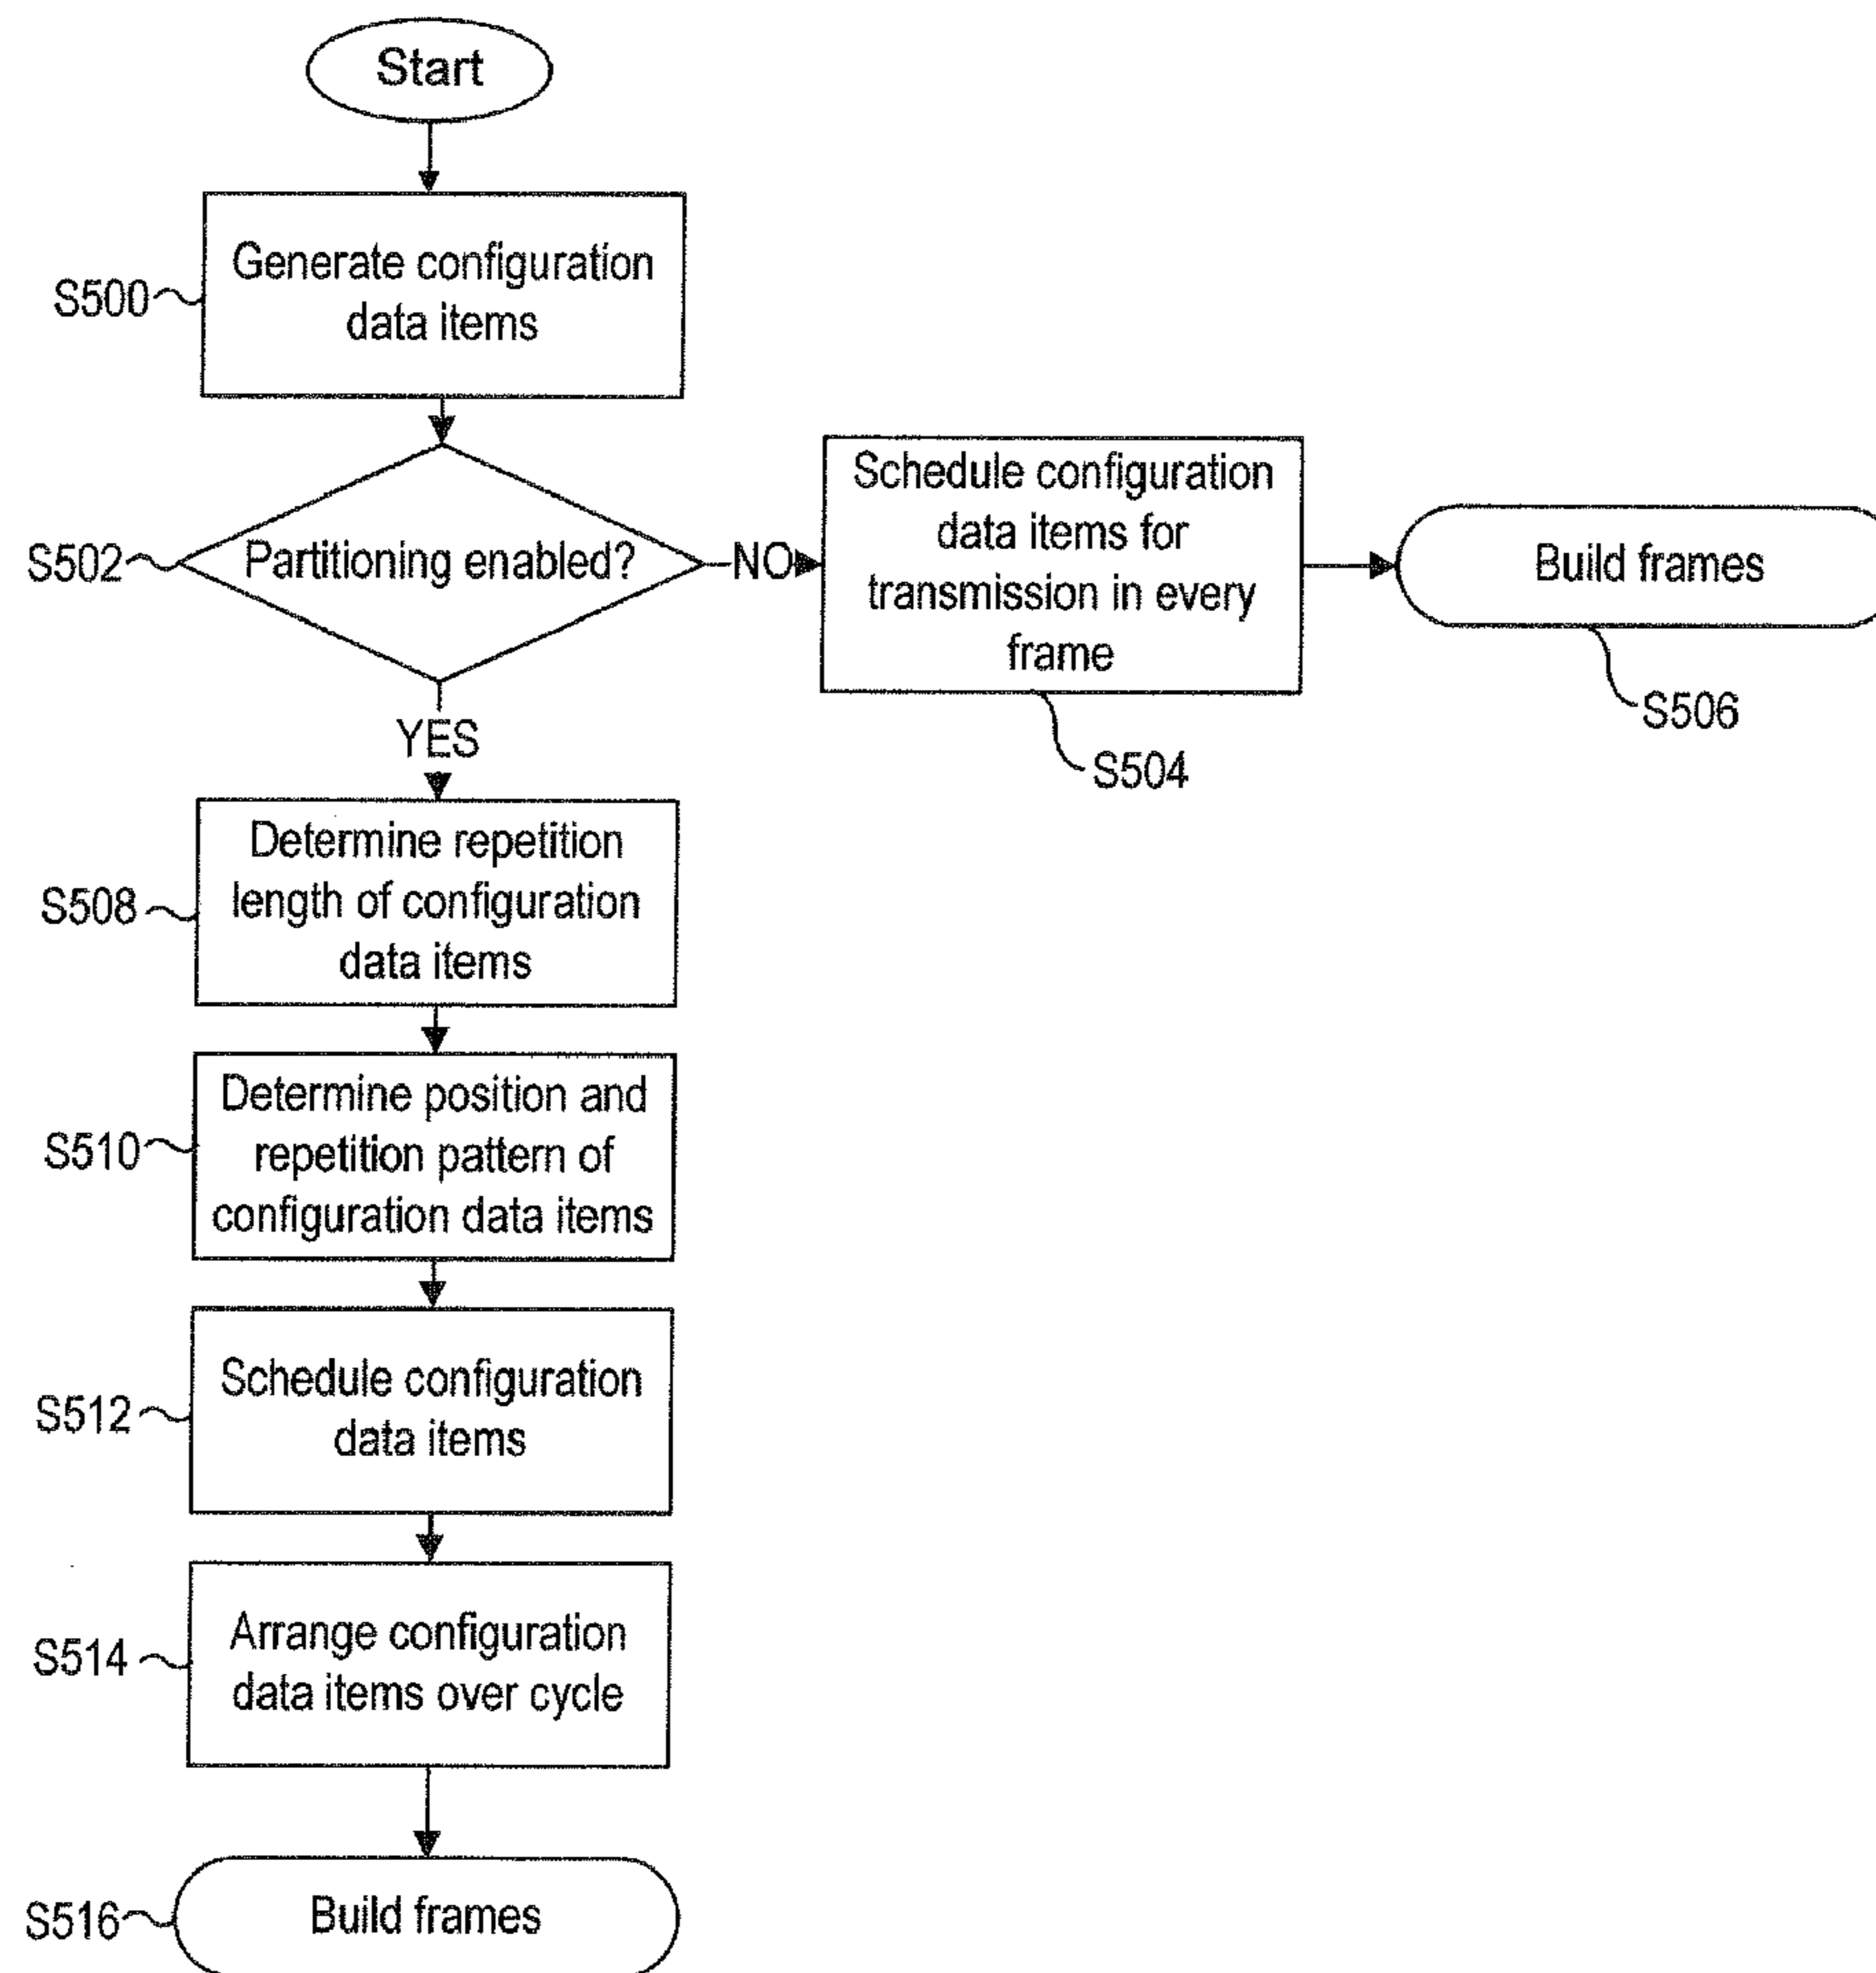 Start
S500
Generate configuration
data items
S502
Partitioning enabled?
NO
Schedule configuration
data items for
transmission in every
frame
S504
Build frames
S506
YES
S508
Determine repetition
length of configuration
data items
S510
Determine position and
repetition pattern of
configuration data items
S512
Schedule configuration
data items
S514
Arrange configuration
data items over cycle
S516
Build frames